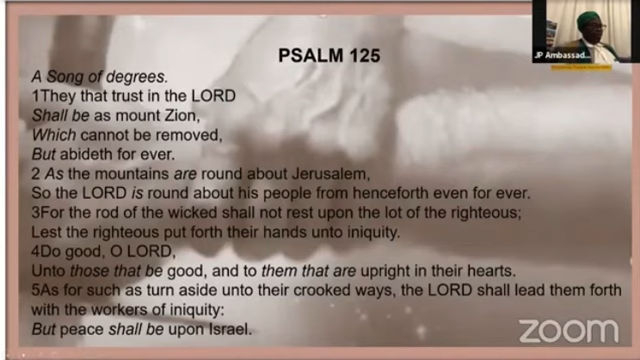 PSALM 125
A Song of degrees.
1They that trust in the LORD
Shall be as mount Zion,
Which cannot be removed,
But abideth for ever.
2 As the mountains are round about Jerusalem,
So the LORD is round about his people from henceforth even for ever.
3For the rod of the wicked shall not rest upon the lot of the righteous;
Lest the righteous put forth their hands unto iniquity.
4Do good, O LORD,
Unto those that be good, and to them that are upright in their hearts.
5As for such as turn aside unto their crooked ways, the LORD shall lead them forth
with the workers of iniquity:
But peace shall be upon Israel.
JP Ambassad...
zoom